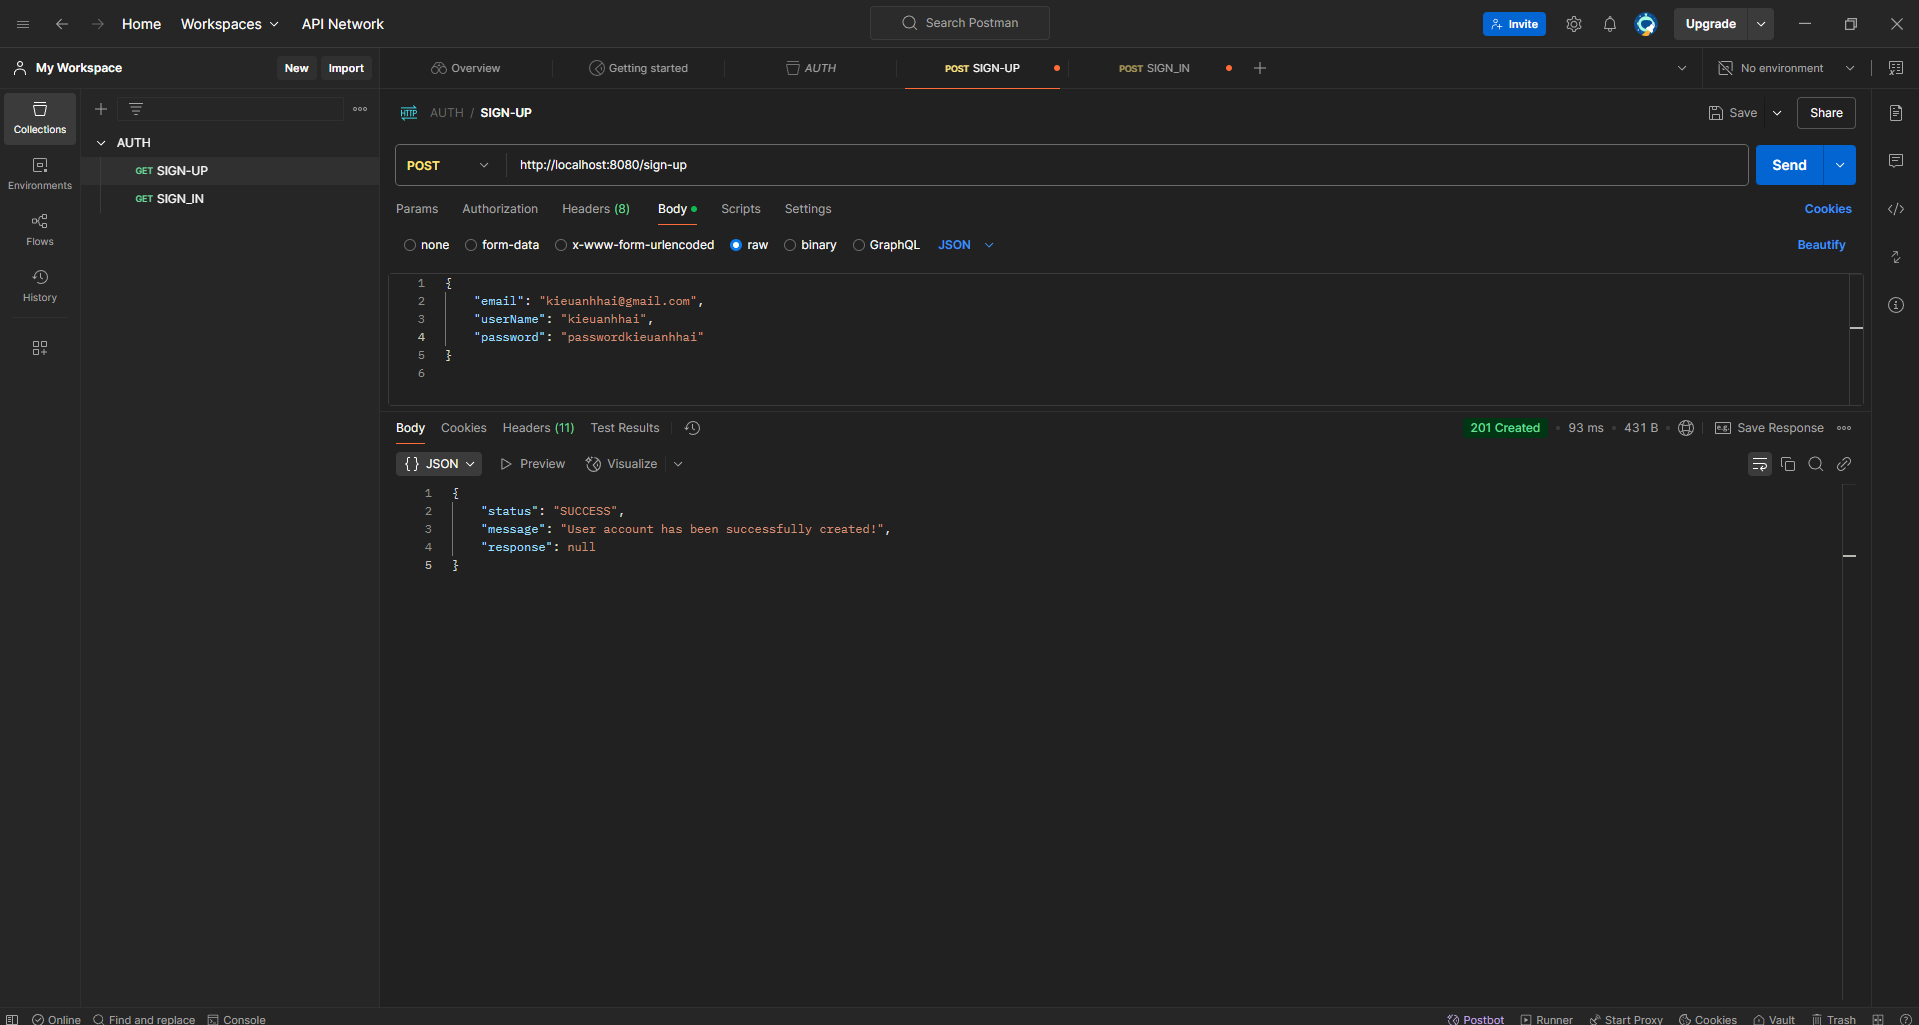 Home Workspaces API Network Search Postman Invite Upgrade
My Workspace New Import Overview Getting started AUTH POST SIGN-UP POST SIGN_IN No environment
Collections
Environments
Flows
History
AUTH
GET SIGN-UP
GET SIGN_IN
HTTP AUTH / SIGN-UP Save Share
POST http://localhost:8080/sign-up Send
Params Authorization Headers (8) Body Scripts Settings Cookies
none form-data x-www-form-urlencoded raw binary GraphQL JSON Beautify
1 {
2 "email": "kieuanhhai@gmail.com",
3 "userName": "kieuanhhai",
4 "password": "passwordkieuanhhai"
5 }
6
Body Cookies Headers (11) Test Results 201 Created • 93 ms • 431 B e.g. Save Response
{} JSON Preview Visualize
1 {
2 "status": "SUCCESS",
3 "message": "User account has been successfully created!",
4 "response": null
5 }
Online Find and replace Console Postbot Runner Start Proxy Cookies Vault Trash